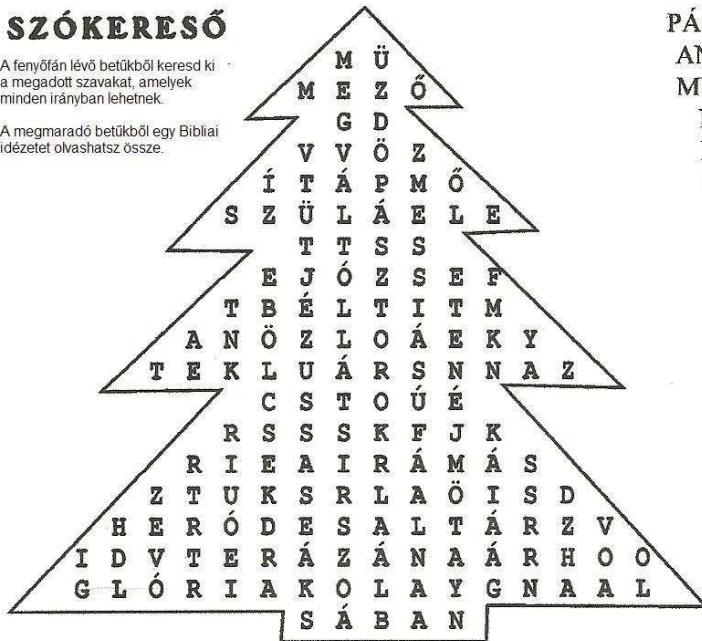 SZÓKERESŐ
A fenyőfán lévő betűkből keresd ki
a megadott szavakat, amelyek
minden irányban lehetnek.
A megmaradó betűkből egy Bibliai
idézetet olvashatsz össze.
M Ü
M E Z Ő
G D
V V Ö Z
Í T Á P M Ő
S Z Ü L Á E L E
T T S S
E J Ó Z S E F
T B É L T I T M
A N Ö Z L O Á E K Y
T E K L U Á R S N N A Z
C S T O Ú É
R S S S K F J K
R I E A I R Á M Á S
Z T U K S R L A Ö I S D
H E R Ó D E S A L T Á R Z V
I D V T E R Á Z Á N A Á R H O O
G L Ó R I A K O L A Y G N A A L
S Á B A N